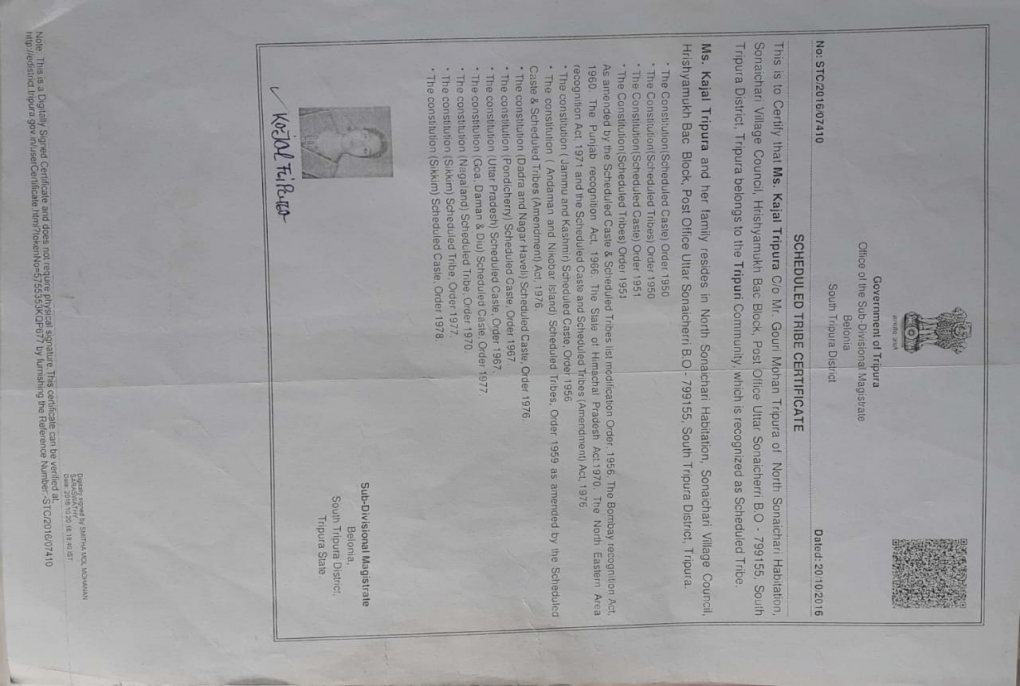 Government of Tripura
Office of the Sub-Divisional Magistrate
Belonia
South Tripura District
No: STC/2016/07410 Dated: 20/10/2016
SCHEDULED TRIBE CERTIFICATE
This is to Certify that Ms. Kajal Tripura C/o Mr. Gour Mohan Tripura of North Sonaichari Habitation,
Sonaichari Village Council, Hrishyamukh Bac Block, Post Office Uttar Sonaicherri B.O - 799155, South
Tripura District, Tripura belongs to the Tripuri Community, which is recognized as Scheduled Tribe.
Ms. Kajal Tripura and her family resides in North Sonaichari Habitation, Sonaichari Village Council,
Hrishyamukh Bac Block, Post Office Uttar Sonaicherri B.O - 799155, South Tripura District, Tripura.
• The Constitution(Scheduled Caste) Order 1950
• The Constitution(Scheduled Tribes) Order 1950
• The Constitution(Scheduled Caste) Order 1951
• The Constitution(Scheduled Tribes) Order 1951
As amended by the Scheduled Caste & Scheduled Tribes list modification Order, 1956, The Bombay recognition Act,
1960, The Punjab recognition Act, 1966, The State of Himachal Pradesh Act,1970, The North Eastern Area
recognition Act, 1971 and the Scheduled Caste and Scheduled Tribes (Amendment) Act, 1976
• The constitution ( Jammu and Kashmir) Scheduled Caste, Order 1956
• The constitution ( Andaman and Nikobar Island) Scheduled Tribes, Order 1959 as amended by the Scheduled
Caste & Scheduled Tribes (Amendment) Act, 1976
• The constitution (Dadra and Nagar Haveli) Scheduled Caste, Order 1976
• The constitution (Pondicherry) Scheduled Caste, Order 1967
• The constitution (Uttar Pradesh) Scheduled Caste, Order 1967,
• The constitution (Goa, Daman & Diu) Scheduled Caste, Order 1977
• The constitution (Nagaland) Scheduled Tribe, Order 1970
• The constitution (Sikkim) Scheduled Tribe, Order 1977,
• The constitution (Sikkim) Scheduled Caste, Order 1978.
Kajal Tripura
Sub-Divisional Magistrate
Belonia,
South Tripura District,
Tripura State
Digitally signed by SMITHA MOL MOHANAN
SARASWATHY
Date: 2016.10.20 18:18:40 IST
Note: This is a Digitally Signed Certificate and does not require physical signature. This certificate can be verified at
http://edistrict.tripura.gov.in/userCertificate.html?tokenNo=5755353KQP677 by furnishing the Reference Number:-STC/2016/07410